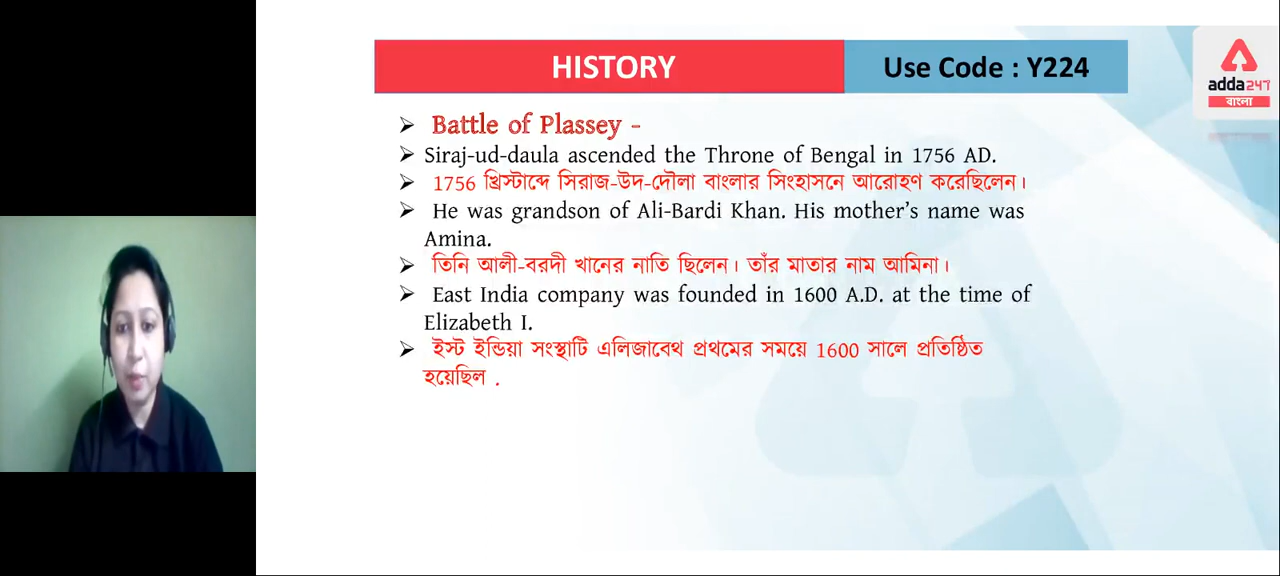 HISTORY
Use Code : Y224
adda247
বাংলা
➢ Battle of Plassey -
➢ Siraj-ud-daula ascended the Throne of Bengal in 1756 AD.
➢ 1756 খ্রিস্টাব্দে সিরাজ-উদ-দৌলা বাংলার সিংহাসনে আরোহণ করেছিলেন।
➢ He was grandson of Ali-Bardi Khan. His mother's name was
Amina.
➢ তিনি আলী-বরদী খানের নাতি ছিলেন। তাঁর মাতার নাম আমিনা।
➢ East India company was founded in 1600 A.D. at the time of
Elizabeth I.
➢ ইস্ট ইন্ডিয়া সংস্থাটি এলিজাবেথ প্রথমের সময়ে 1600 সালে প্রতিষ্ঠিত
হয়েছিল .